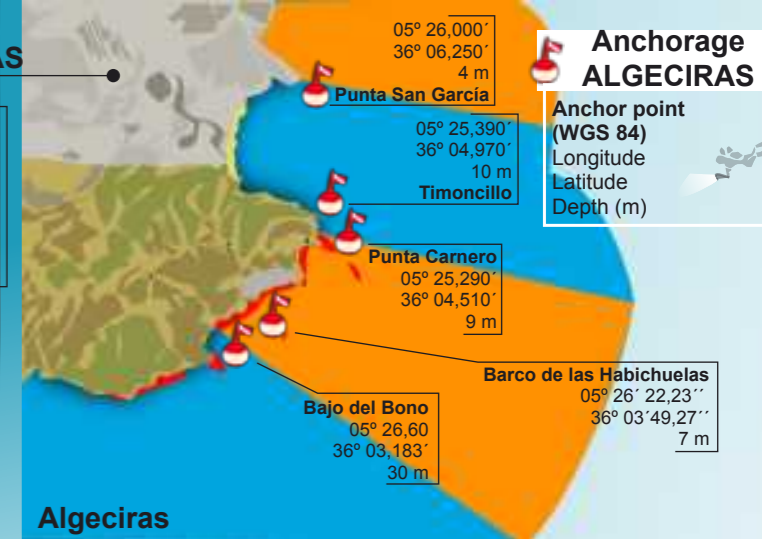 AS
05º 26,000´
36º 06,250´
4 m
Punta San García
Anchorage
ALGECIRAS
Anchor point
(WGS 84)
Longitude
Latitude
Depth (m)
05º 25,390´
36º 04,970´
10 m
Timoncillo
Punta Carnero
05º 25,290´
36º 04,510´
9 m
Barco de las Habichuelas
05º 26´ 22,23´´
36º 03´49,27´´
7 m
Bajo del Bono
05º 26,60
36º 03,183´
30 m
Algeciras